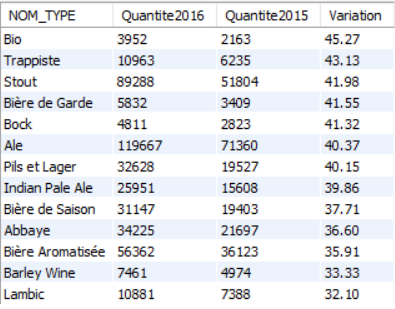 NOM_TYPE Quantite2016 Quantite2015 Variation
Bio 3952 2163 45.27
Trappiste 10963 6235 43.13
Stout 89288 51804 41.98
Bière de Garde 5832 3409 41.55
Bock 4811 2823 41.32
Ale 119667 71360 40.37
Pils et Lager 32628 19527 40.15
Indian Pale Ale 25951 15608 39.86
Bière de Saison 31147 19403 37.71
Abbaye 34225 21697 36.60
Bière Aromatisée 56362 36123 35.91
Barley Wine 7461 4974 33.33
Lambic 10881 7388 32.10